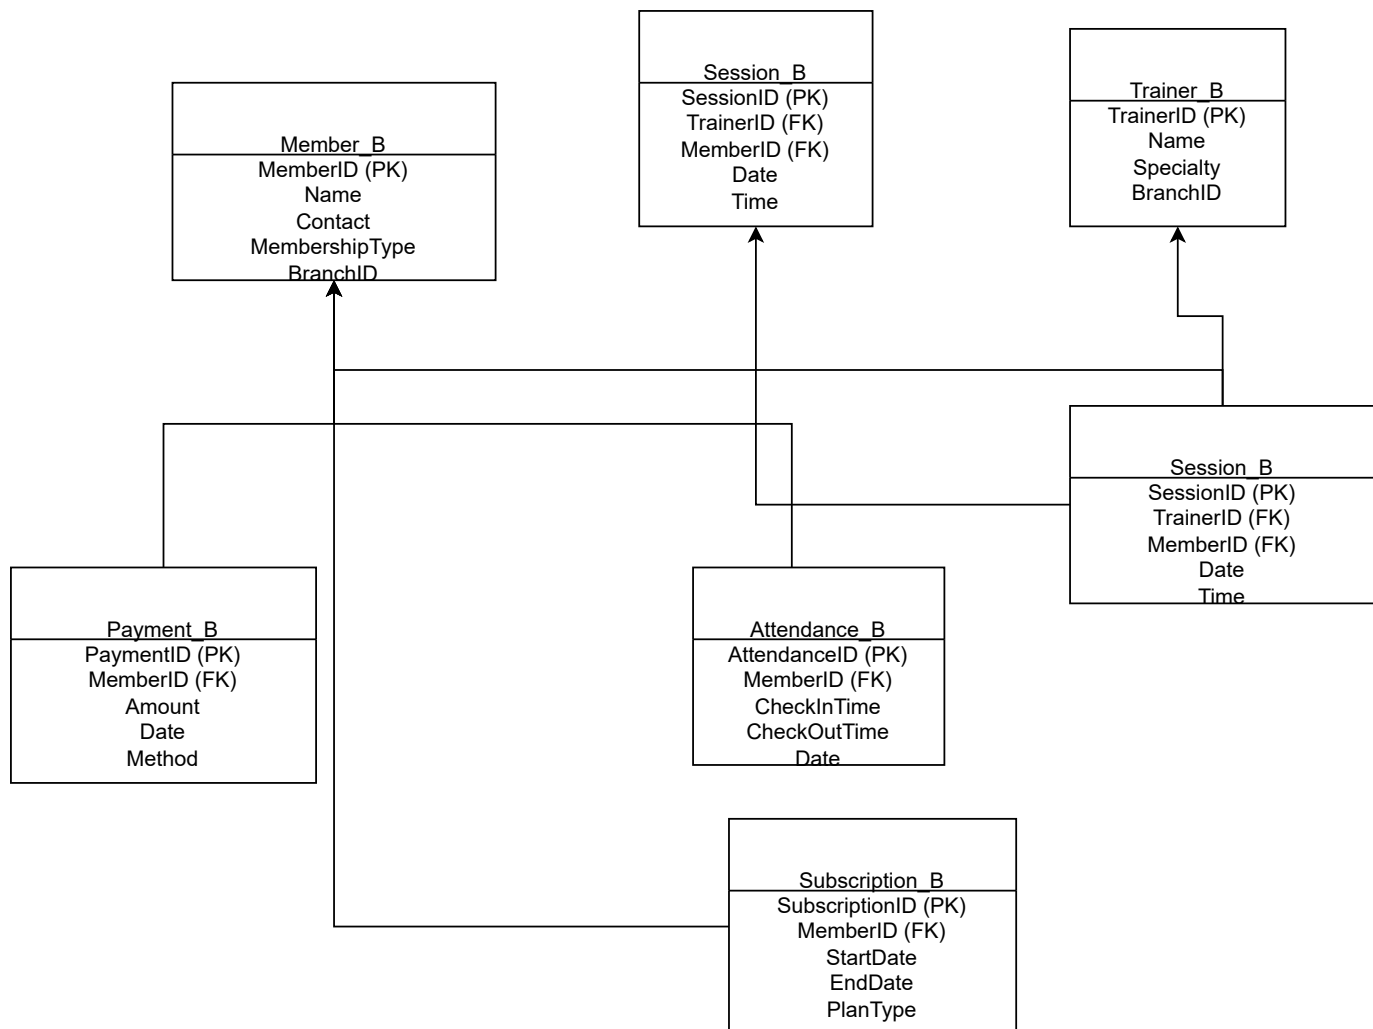 Session_B
SessionID (PK)
TrainerID (FK)
MemberID (FK)
Date
Time
Trainer_B
TrainerID (PK)
Name
Specialty
BranchID
Member_B
MemberID (PK)
Name
Contact
MembershipType
BranchID
Session_B
SessionID (PK)
TrainerID (FK)
MemberID (FK)
Date
Time
Payment_B
PaymentID (PK)
MemberID (FK)
Amount
Date
Method
Attendance_B
AttendanceID (PK)
MemberID (FK)
CheckInTime
CheckOutTime
Date
Subscription_B
SubscriptionID (PK)
MemberID (FK)
StartDate
EndDate
PlanType